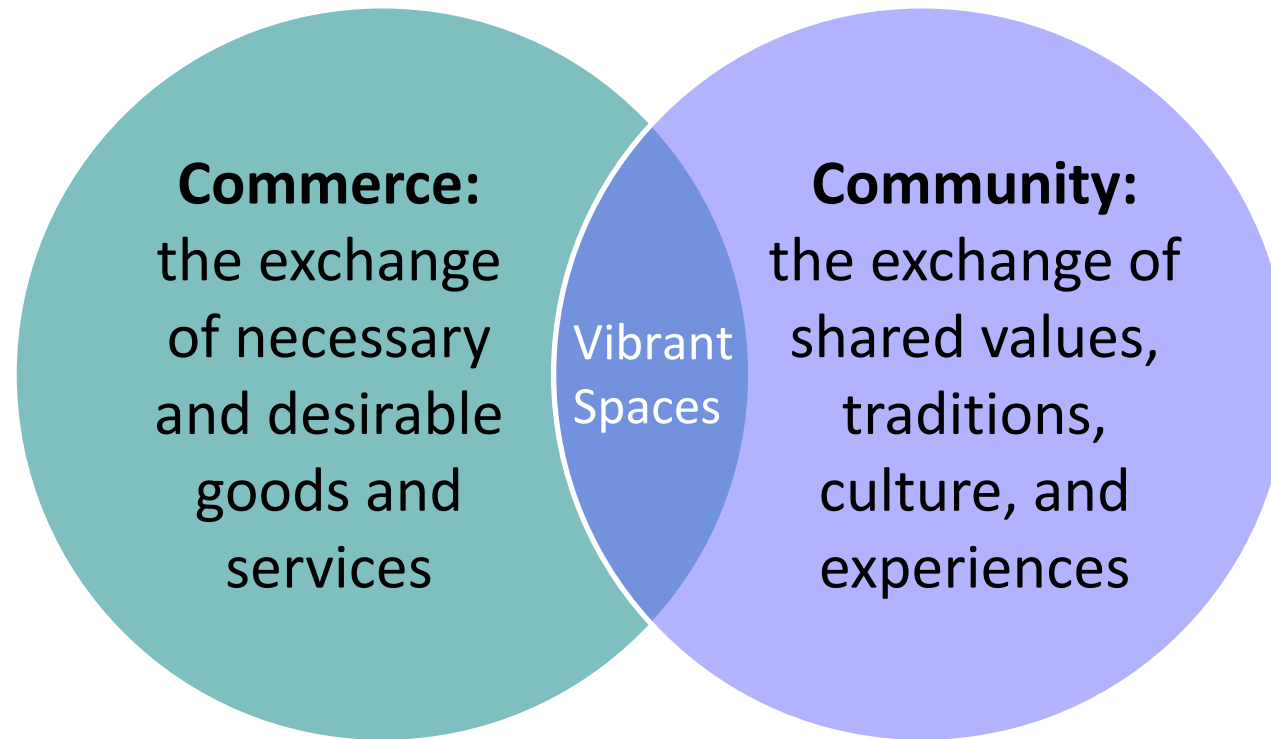 Commerce:
the exchange
of necessary
and desirable
goods and
services
Vibrant
Spaces
Community:
the exchange of
shared values,
traditions,
culture, and
experiences